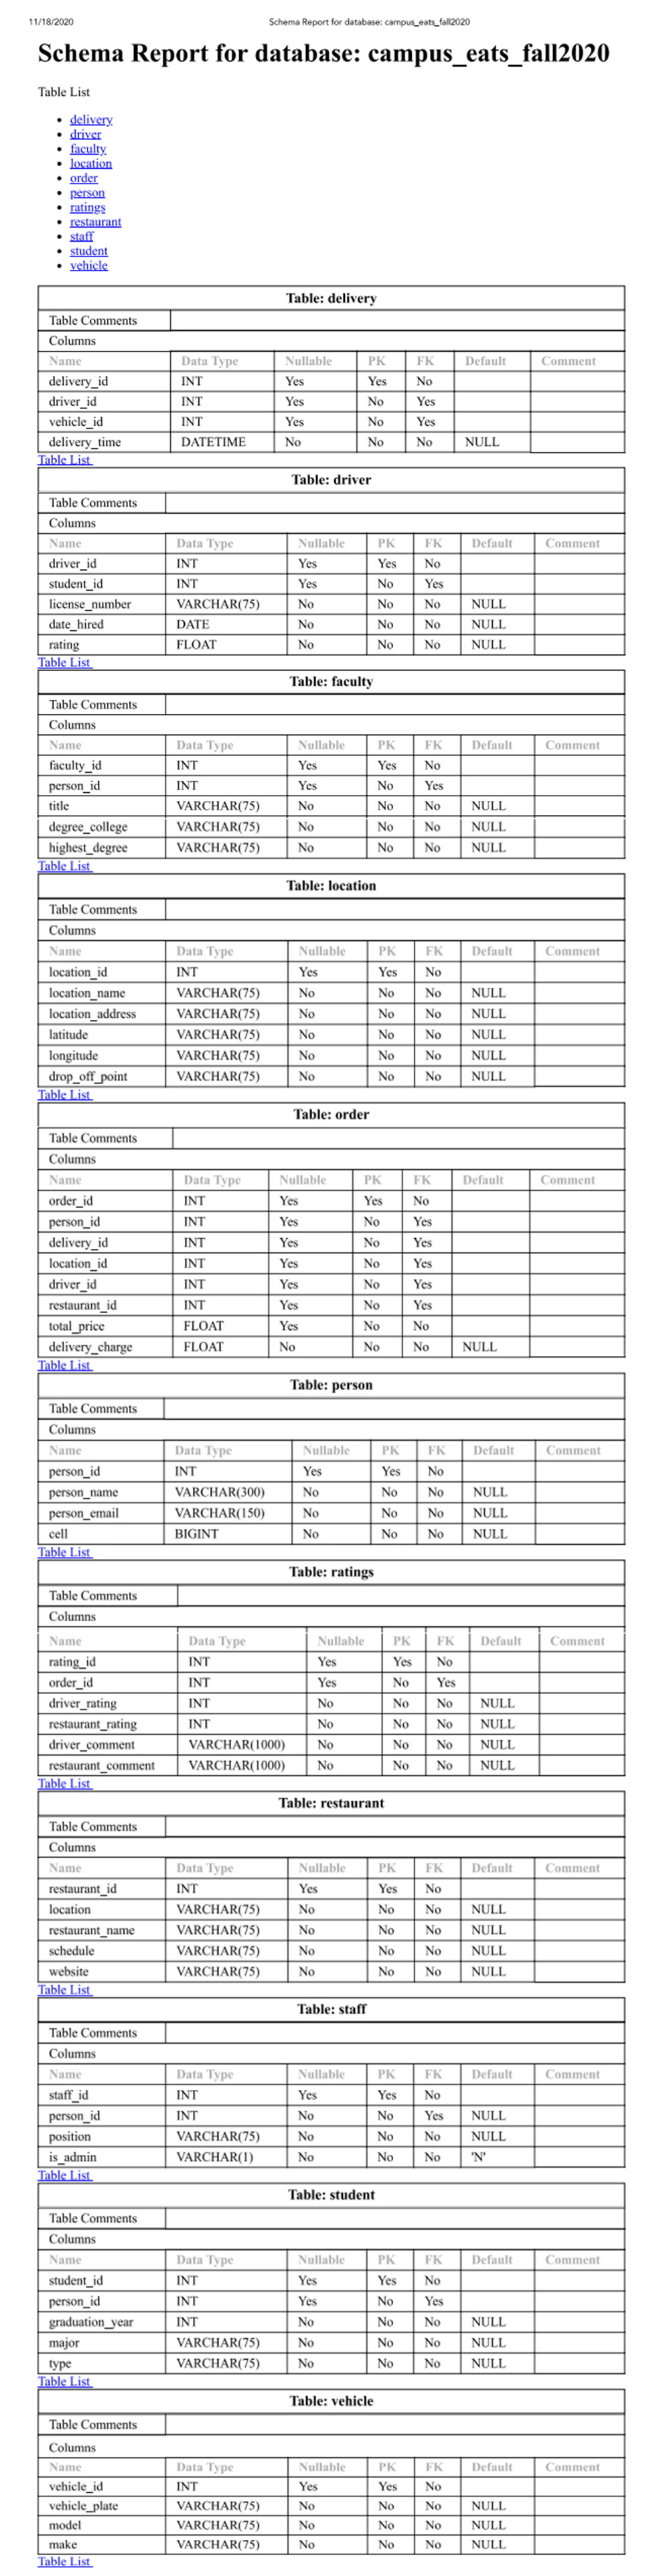 11/18/2020 Schema Report for database: campus_eats_fall2020
Schema Report for database: campus_eats_fall2020
Table List
• delivery
• driver
• faculty
• location
• order
• person
• ratings
• restaurant
• staff
• student
• vehicle
Table: delivery
Table Comments
Columns
Name Data Type Nullable PK FK Default Comment
delivery_id INT Yes Yes No
driver_id INT Yes No Yes
vehicle_id INT Yes No Yes
delivery_time DATETIME No No No NULL
Table List
Table: driver
Table Comments
Columns
Name Data Type Nullable PK FK Default Comment
driver_id INT Yes Yes No
student_id INT Yes No Yes
license_number VARCHAR(75) No No No NULL
date_hired DATE No No No NULL
rating FLOAT No No No NULL
Table List
Table: faculty
Table Comments
Columns
Name Data Type Nullable PK FK Default Comment
faculty_id INT Yes Yes No
person_id INT Yes No Yes
title VARCHAR(75) No No No NULL
degree_college VARCHAR(75) No No No NULL
highest_degree VARCHAR(75) No No No NULL
Table List
Table: location
Table Comments
Columns
Name Data Type Nullable PK FK Default Comment
location_id INT Yes Yes No
location_name VARCHAR(75) No No No NULL
location_address VARCHAR(75) No No No NULL
latitude VARCHAR(75) No No No NULL
longitude VARCHAR(75) No No No NULL
drop_off_point VARCHAR(75) No No No NULL
Table List
Table: order
Table Comments
Columns
Name Data Type Nullable PK FK Default Comment
order_id INT Yes Yes No
person_id INT Yes No Yes
delivery_id INT Yes No Yes
location_id INT Yes No Yes
driver_id INT Yes No Yes
restaurant_id INT Yes No Yes
total_price FLOAT Yes No No
delivery_charge FLOAT No No No NULL
Table List
Table: person
Table Comments
Columns
Name Data Type Nullable PK FK Default Comment
person_id INT Yes Yes No
person_name VARCHAR(300) No No No NULL
person_email VARCHAR(150) No No No NULL
cell BIGINT No No No NULL
Table List
Table: ratings
Table Comments
Columns
Name Data Type Nullable PK FK Default Comment
rating_id INT Yes Yes No
order_id INT Yes No Yes
driver_rating INT No No No NULL
restaurant_rating INT No No No NULL
driver_comment VARCHAR(1000) No No No NULL
restaurant_comment VARCHAR(1000) No No No NULL
Table List
Table: restaurant
Table Comments
Columns
Name Data Type Nullable PK FK Default Comment
restaurant_id INT Yes Yes No
location VARCHAR(75) No No No NULL
restaurant_name VARCHAR(75) No No No NULL
schedule VARCHAR(75) No No No NULL
website VARCHAR(75) No No No NULL
Table List
Table: staff
Table Comments
Columns
Name Data Type Nullable PK FK Default Comment
staff_id INT Yes Yes No
person_id INT No No Yes NULL
position VARCHAR(75) No No No NULL
is_admin VARCHAR(1) No No No 'N'
Table List
Table: student
Table Comments
Columns
Name Data Type Nullable PK FK Default Comment
student_id INT Yes Yes No
person_id INT Yes No Yes
graduation_year INT No No No NULL
major VARCHAR(75) No No No NULL
type VARCHAR(75) No No No NULL
Table List
Table: vehicle
Table Comments
Columns
Name Data Type Nullable PK FK Default Comment
vehicle_id INT Yes Yes No
vehicle_plate VARCHAR(75) No No No NULL
model VARCHAR(75) No No No NULL
make VARCHAR(75) No No No NULL
Table List